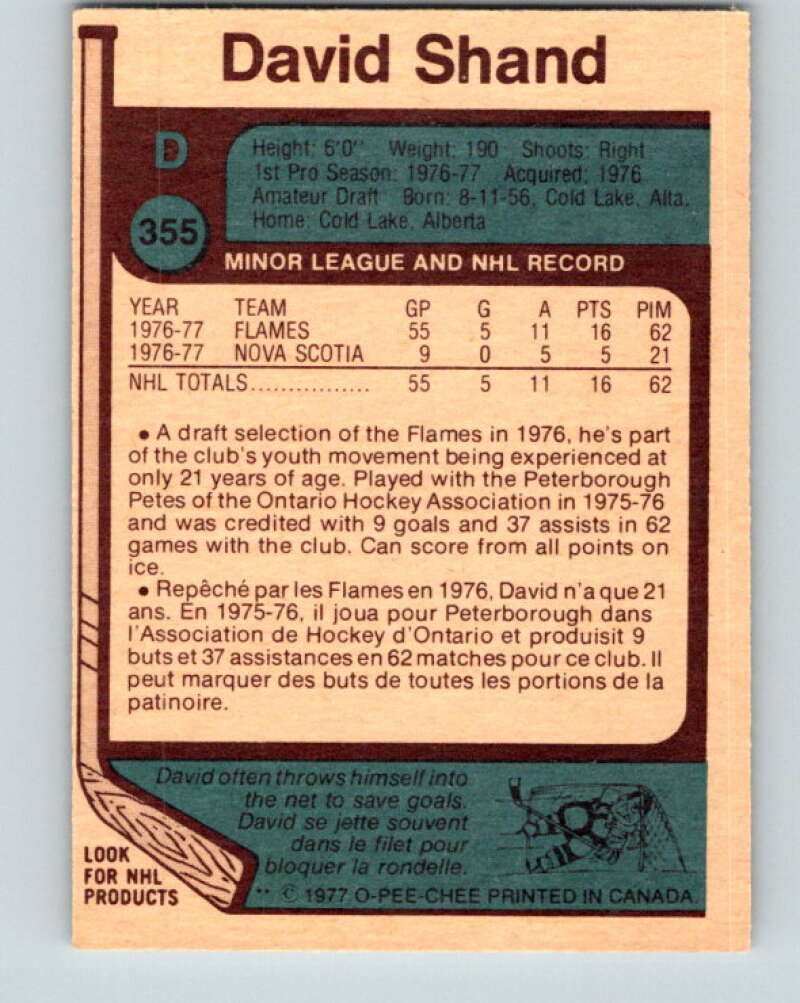 David Shand
D
355
Height: 6'0" Weight: 190 Shoots: Right
1st Pro Season: 1976-77 Acquired: 1976
Amateur Draft Born: 8-11-56, Cold Lake, Alta.
Home: Cold Lake, Alberta
MINOR LEAGUE AND NHL RECORD
YEAR TEAM GP G A PTS PIM
1976-77 FLAMES 55 5 11 16 62
1976-77 NOVA SCOTIA 9 0 5 5 21
NHL TOTALS................ 55 5 11 16 62
• A draft selection of the Flames in 1976, he's part
of the club's youth movement being experienced at
only 21 years of age. Played with the Peterborough
Petes of the Ontario Hockey Association in 1975-76
and was credited with 9 goals and 37 assists in 62
games with the club. Can score from all points on
ice.
• Repêché par les Flames en 1976, David n'a que 21
ans. En 1975-76, il joua pour Peterborough dans
l'Association de Hockey d'Ontario et produisit 9
buts et 37 assistances en 62 matches pour ce club. Il
peut marquer des buts de toutes les portions de la
patinoire.
David often throws himself into
the net to save goals.
David se jette souvent
dans le filet pour
bloquer la rondelle.
LOOK
FOR NHL
PRODUCTS
** © 1977 O-PEE-CHEE PRINTED IN CANADA.